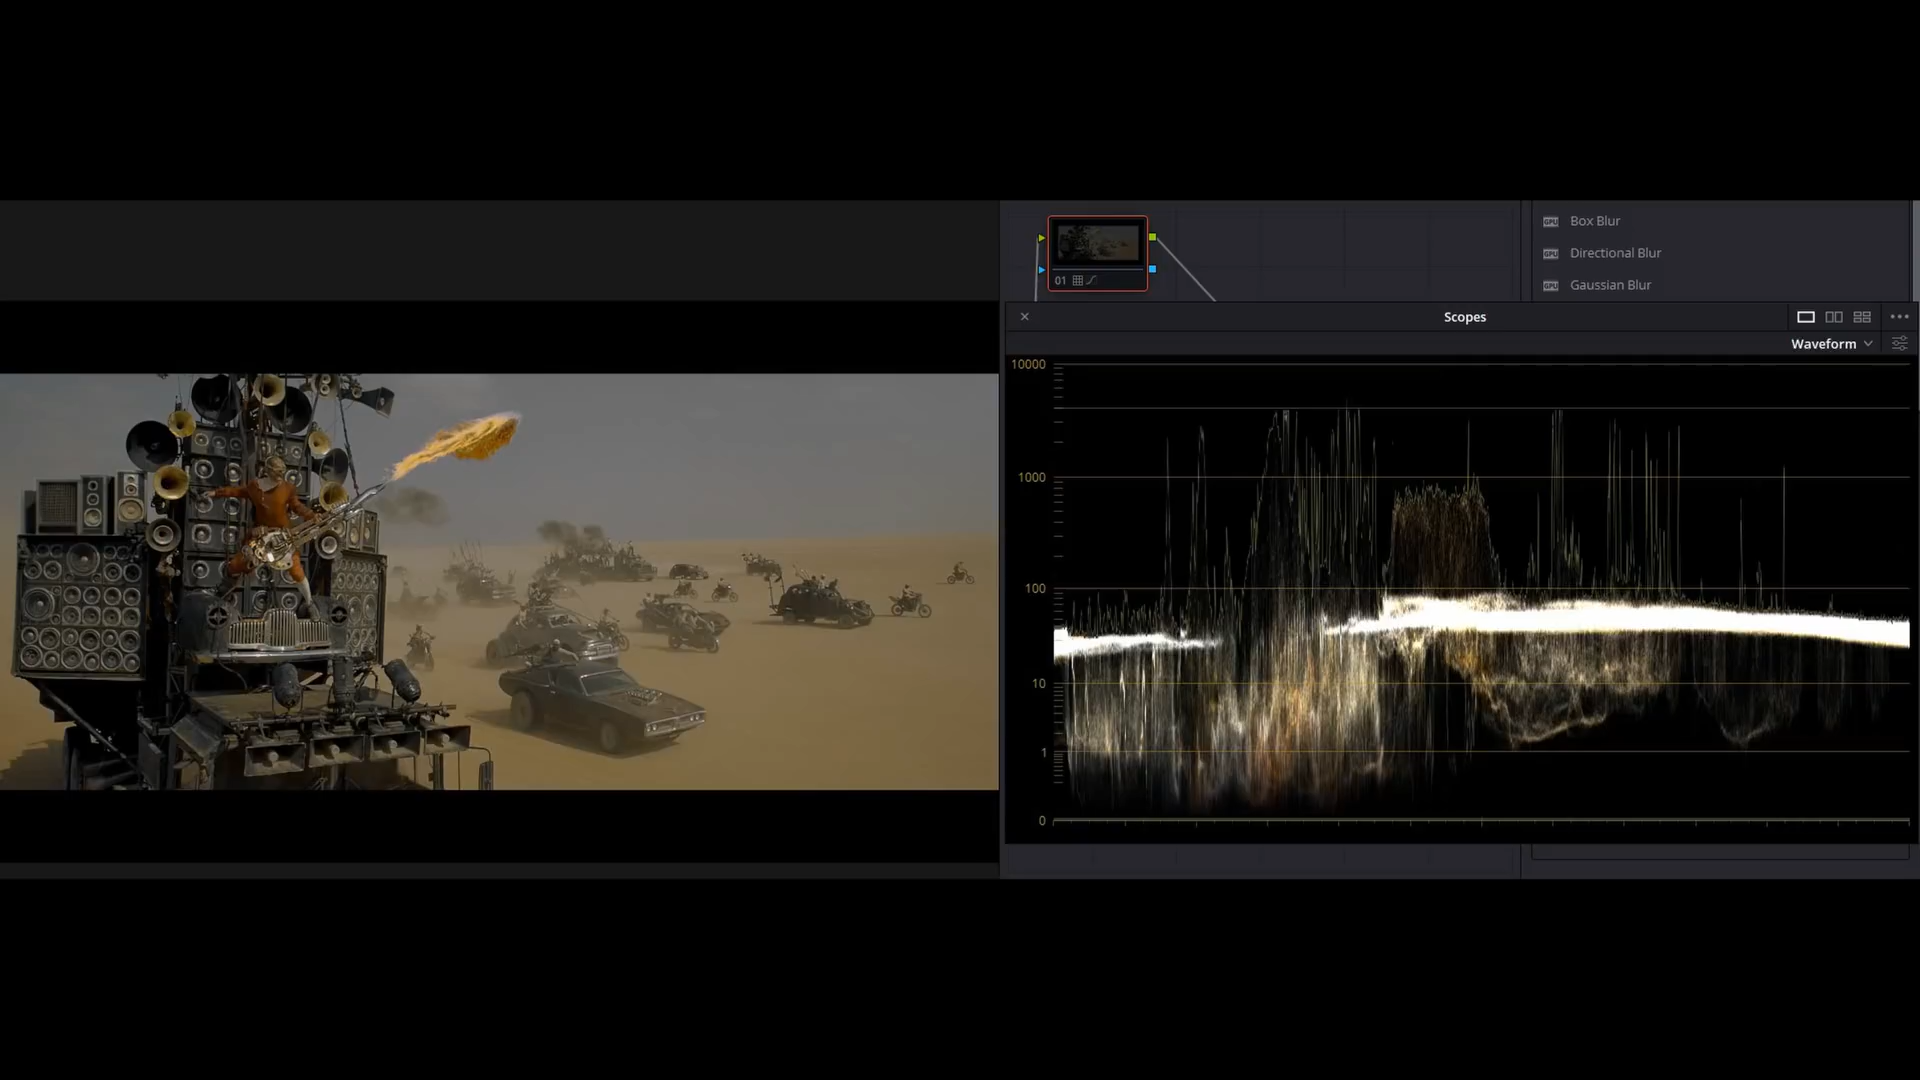 Box Blur
Directional Blur
01
Gaussian Blur
Scopes
Waveform
10000
1000
100
10
1
0